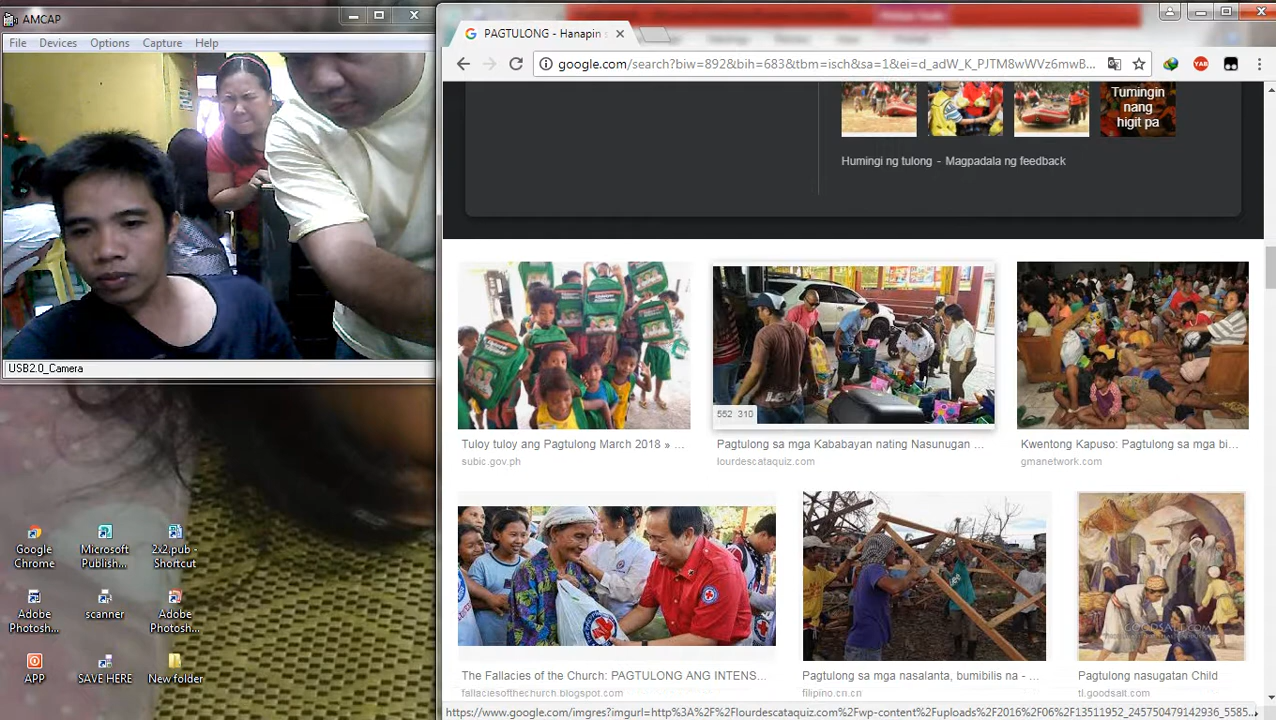 AMCAP
File Devices Options Capture Help
USB2.0_Camera
Google Chrome
Microsoft Publish...
2x2.pub - Shortcut
Adobe Photosh...
scanner
Adobe Photosh...
APP
SAVE HERE
New folder
PAGTULONG - Hanapin
google.com/search?biw=892&bih=683&tbm=isch&sa=1&ei=d_adW_K_PJTM8wWVz6mwB...
YAB
Tumingin
nang
higit pa
Humingi ng tulong - Magpadala ng feedback
552 310
Tuloy tuloy ang Pagtulong March 2018 » ...
subic.gov.ph
Pagtulong sa mga Kababayan nating Nasunugan ...
lourdescataquiz.com
Kwentong Kapuso: Pagtulong sa mga bi...
gmanetwork.com
GOODSALT.COM
The Fallacies of the Church: PAGTULONG ANG INTENS...
fallaciesofthechurch.blogspot.com
Pagtulong sa mga nasalanta, bumibilis na - ...
filipino.cri.cn
Pagtulong nasugatan Child
tl.goodsalt.com
https://www.google.com/imgres?imgurl=http%3A%2F%2Flourdescataquiz.com%2Fwp-content%2Fuploads%2F2016%2F06%2F13511952_245750479142936_5585...